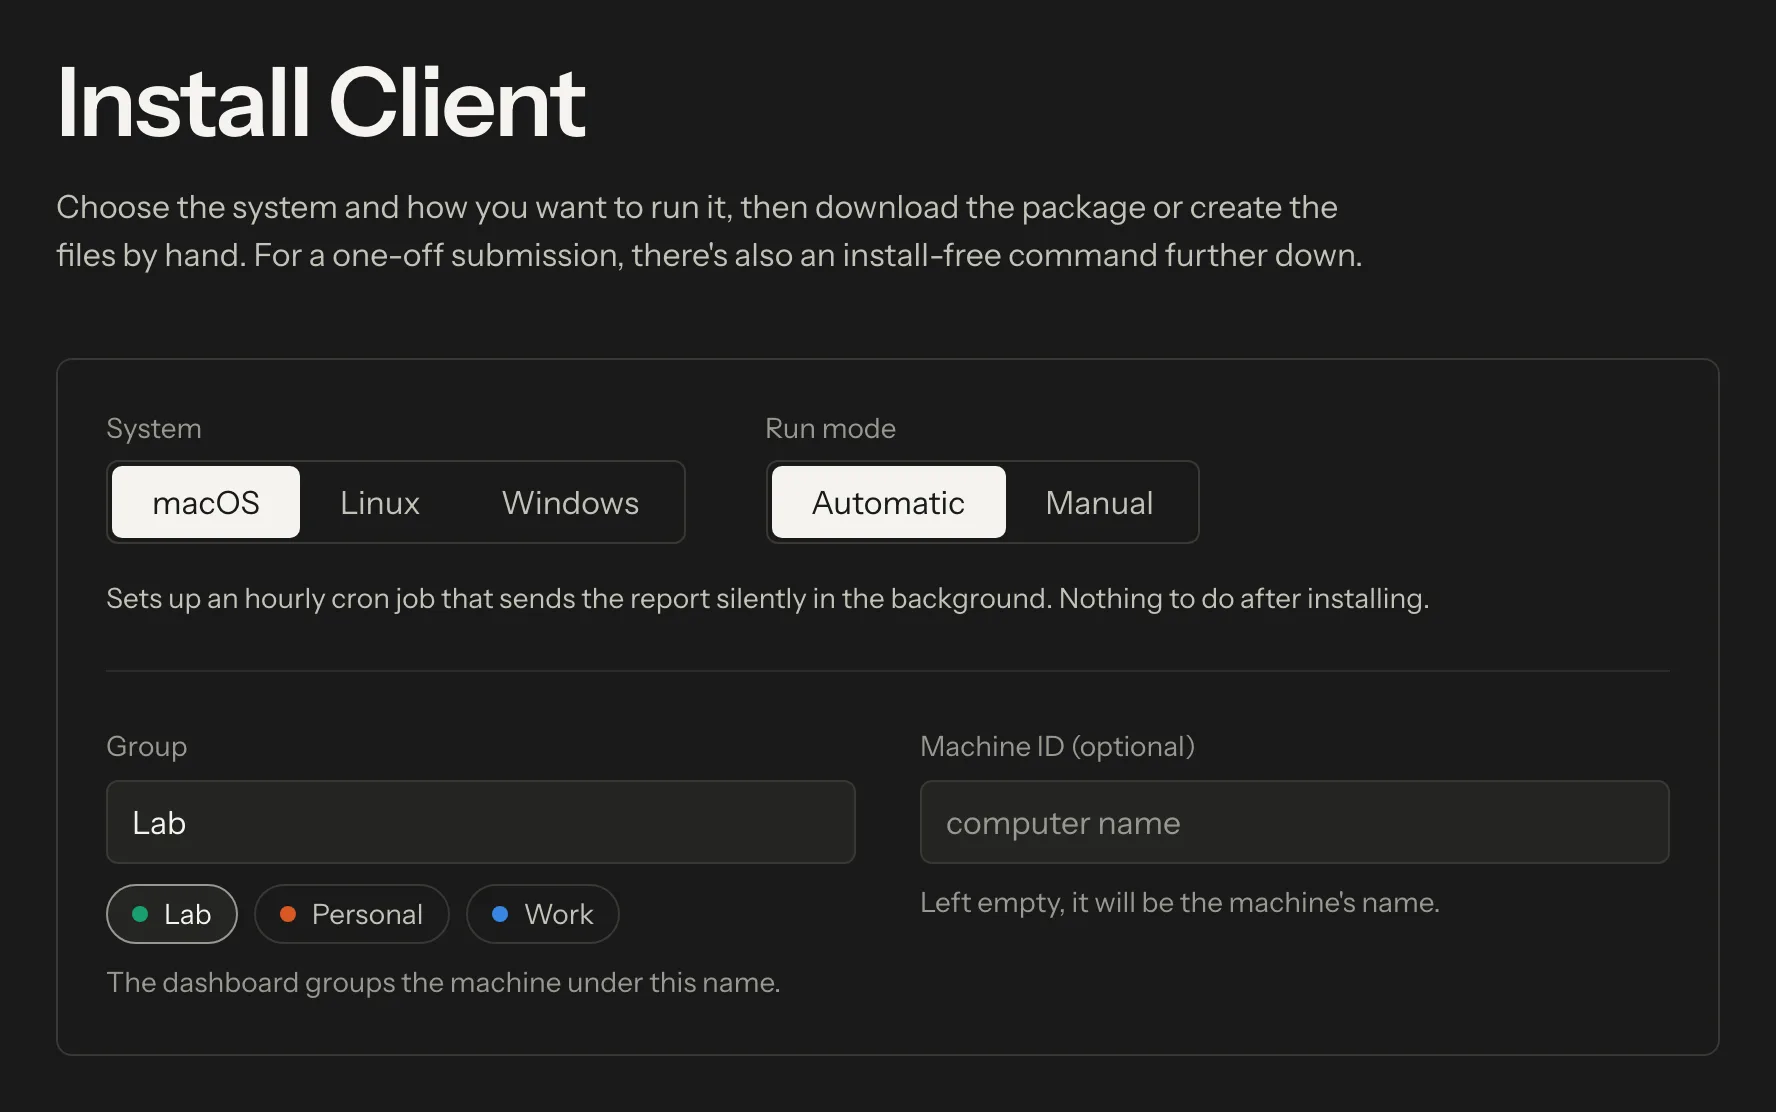 Install Client
Choose the system and how you want to run it, then download the package or create the
files by hand. For a one-off submission, there's also an install-free command further down.
System
macOS Linux Windows
Run mode
Automatic Manual
Sets up an hourly cron job that sends the report silently in the background. Nothing to do after installing.
Group
Lab
Lab Personal Work
The dashboard groups the machine under this name.
Machine ID (optional)
computer name
Left empty, it will be the machine's name.